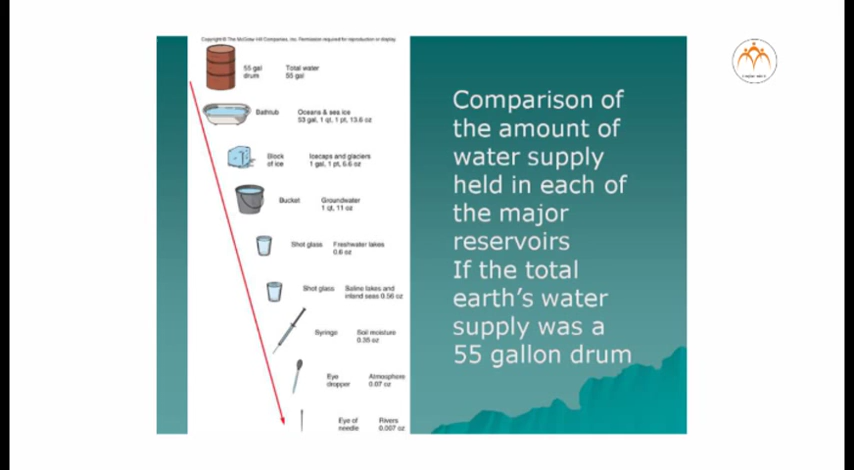 Copyright © The McGraw-Hill Companies, Inc. Permission required for reproduction or display.
55 gal
drum
Total water
55 gal
Bathtub
Oceans & sea ice
53 gal, 1 qt, 1 pt, 13.6 oz
Block
of ice
Icecaps and glaciers
1 gal, 1 pt, 6.6 oz
Bucket
Groundwater
1 qt, 11 oz
Shot glass
Freshwater lakes
0.6 oz
Shot glass
Saline lakes and
inland seas 0.56 oz
Syringe
Soil moisture
0.35 oz
Eye
dropper
Atmosphere
0.07 oz
Eye of
needle
Rivers
0.007 oz
Comparison of
the amount of
water supply
held in each of
the major
reservoirs
If the total
earth's water
supply was a
55 gallon drum